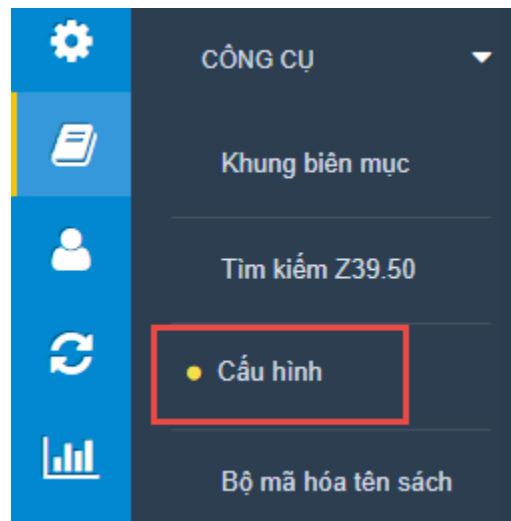 CÔNG CỤ
Khung biên mục
Tìm kiếm Z39.50
Cấu hình
Bộ mã hóa tên sách